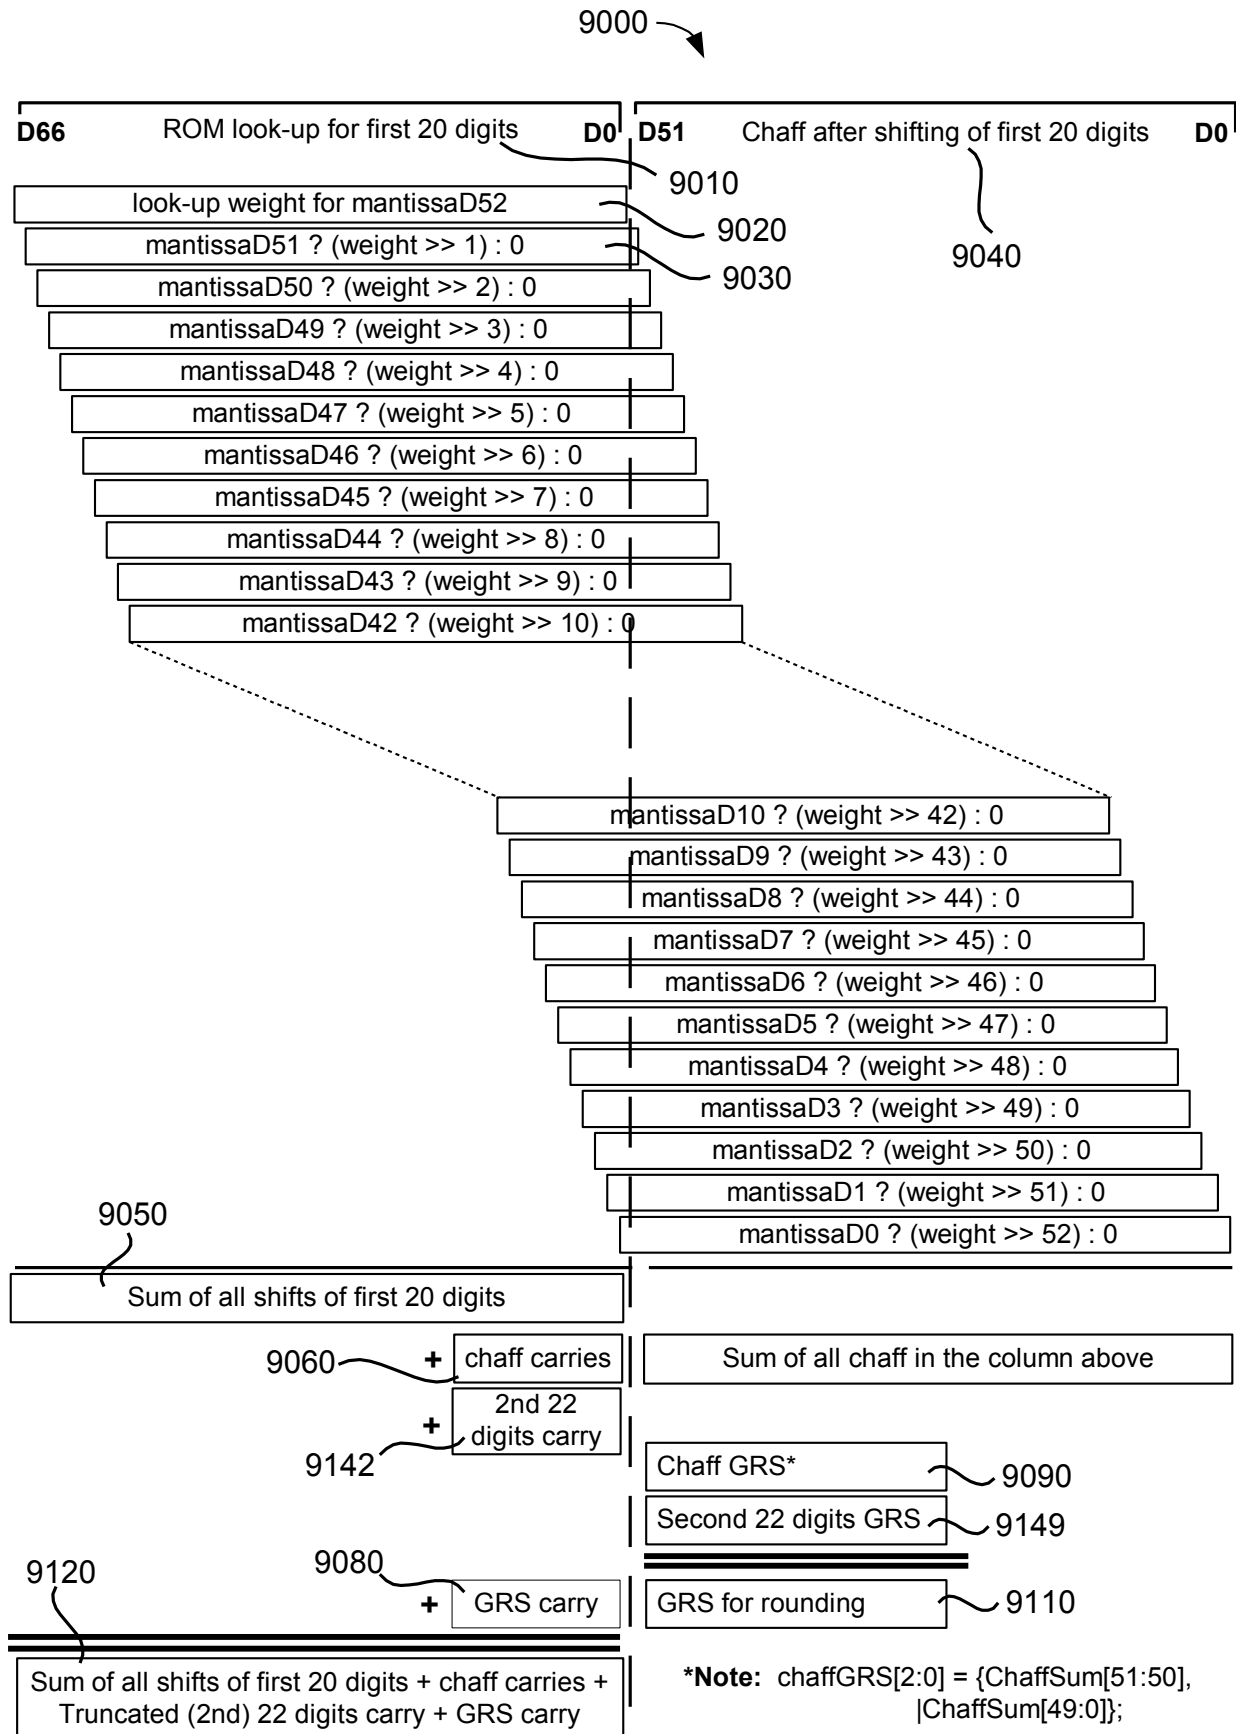 9000
D66 ROM look-up for first 20 digits D0 D51 Chaff after shifting of first 20 digits D0
9010
look-up weight for mantissaD52
9020
mantissaD51 ? (weight >> 1) : 0
9040
9030
mantissaD50 ? (weight >> 2) : 0
mantissaD49 ? (weight >> 3) : 0
mantissaD48 ? (weight >> 4) : 0
mantissaD47 ? (weight >> 5) : 0
mantissaD46 ? (weight >> 6) : 0
mantissaD45 ? (weight >> 7) : 0
mantissaD44 ? (weight >> 8) : 0
mantissaD43 ? (weight >> 9) : 0
mantissaD42 ? (weight >> 10) : 0
mantissaD10 ? (weight >> 42) : 0
mantissaD9 ? (weight >> 43) : 0
mantissaD8 ? (weight >> 44) : 0
mantissaD7 ? (weight >> 45) : 0
mantissaD6 ? (weight >> 46) : 0
mantissaD5 ? (weight >> 47) : 0
mantissaD4 ? (weight >> 48) : 0
mantissaD3 ? (weight >> 49) : 0
mantissaD2 ? (weight >> 50) : 0
mantissaD1 ? (weight >> 51) : 0
9050
mantissaD0 ? (weight >> 52) : 0
Sum of all shifts of first 20 digits
9060 + chaff carries Sum of all chaff in the column above
+ 2nd 22
digits carry
9142
Chaff GRS* 9090
Second 22 digits GRS 9149
9120
9080
+ GRS carry GRS for rounding 9110
Sum of all shifts of first 20 digits + chaff carries +
Truncated (2nd) 22 digits carry + GRS carry
*Note: chaffGRS[2:0] = {ChaffSum[51:50],
|ChaffSum[49:0]};